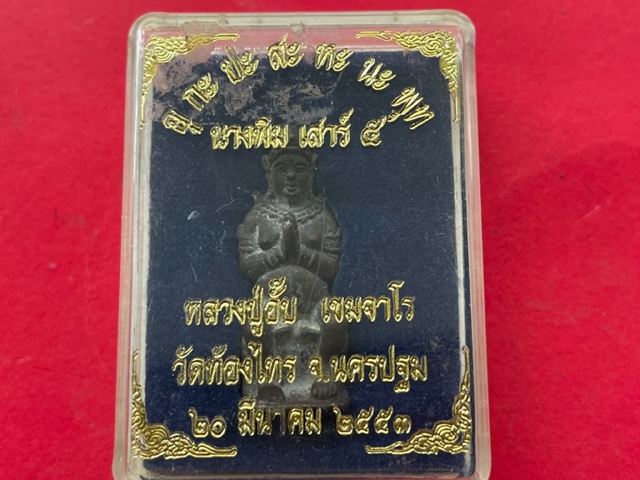 อุ กะ ปะ สะ ทะ นะ พุท
นางพิม เสาร์ ๕
หลวงปู่อั๊บ เขมจาโร
วัดท้องไทร จ.นครปฐม
๒๐ มีนาคม ๒๕๕๓